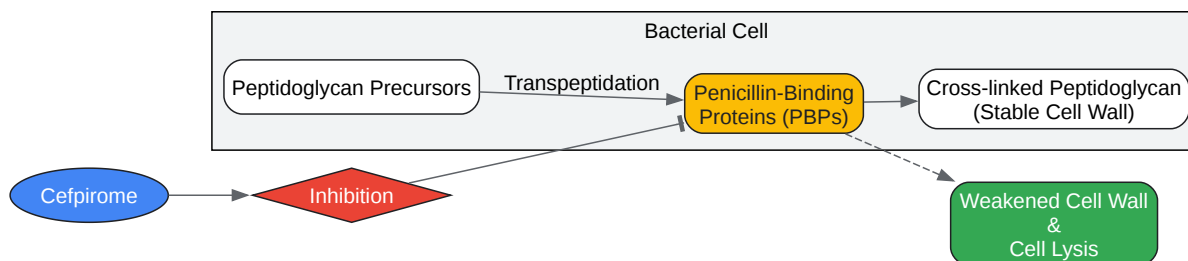 Bacterial Cell
Peptidoglycan Precursors
Transpeptidation
Penicillin-Binding
Proteins (PBPs)
Cross-linked Peptidoglycan
(Stable Cell Wall)
Cefpirome
Inhibition
Weakened Cell Wall
&
Cell Lysis